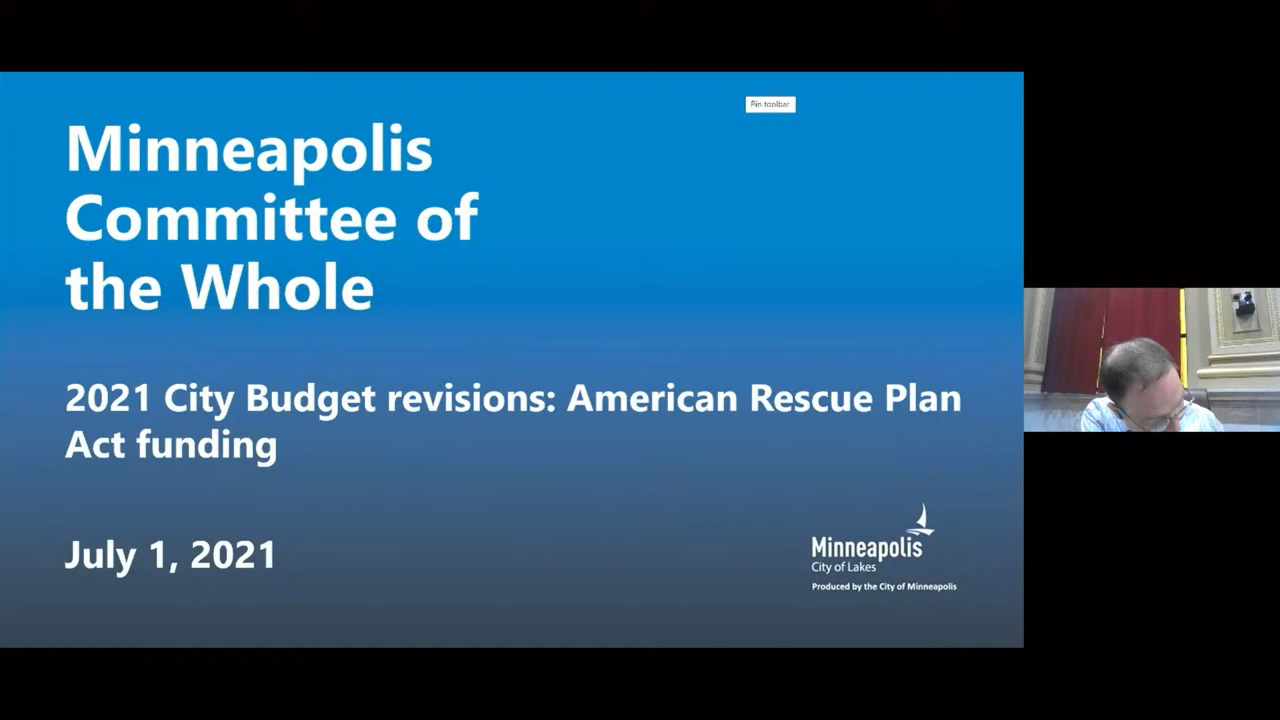 Pin toolbar
Minneapolis
Committee of
the Whole
2021 City Budget revisions: American Rescue Plan
Act funding
July 1, 2021
Minneapolis
City of Lakes
Produced by the City of Minneapolis